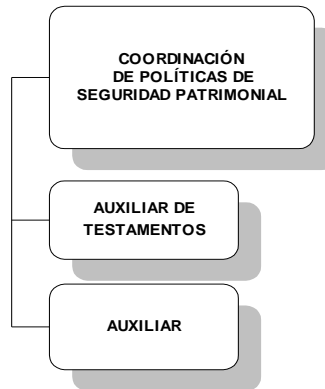 COORDINACIÓN
DE POLÍTICAS DE
SEGURIDAD PATRIMONIAL
AUXILIAR DE
TESTAMENTOS
AUXILIAR